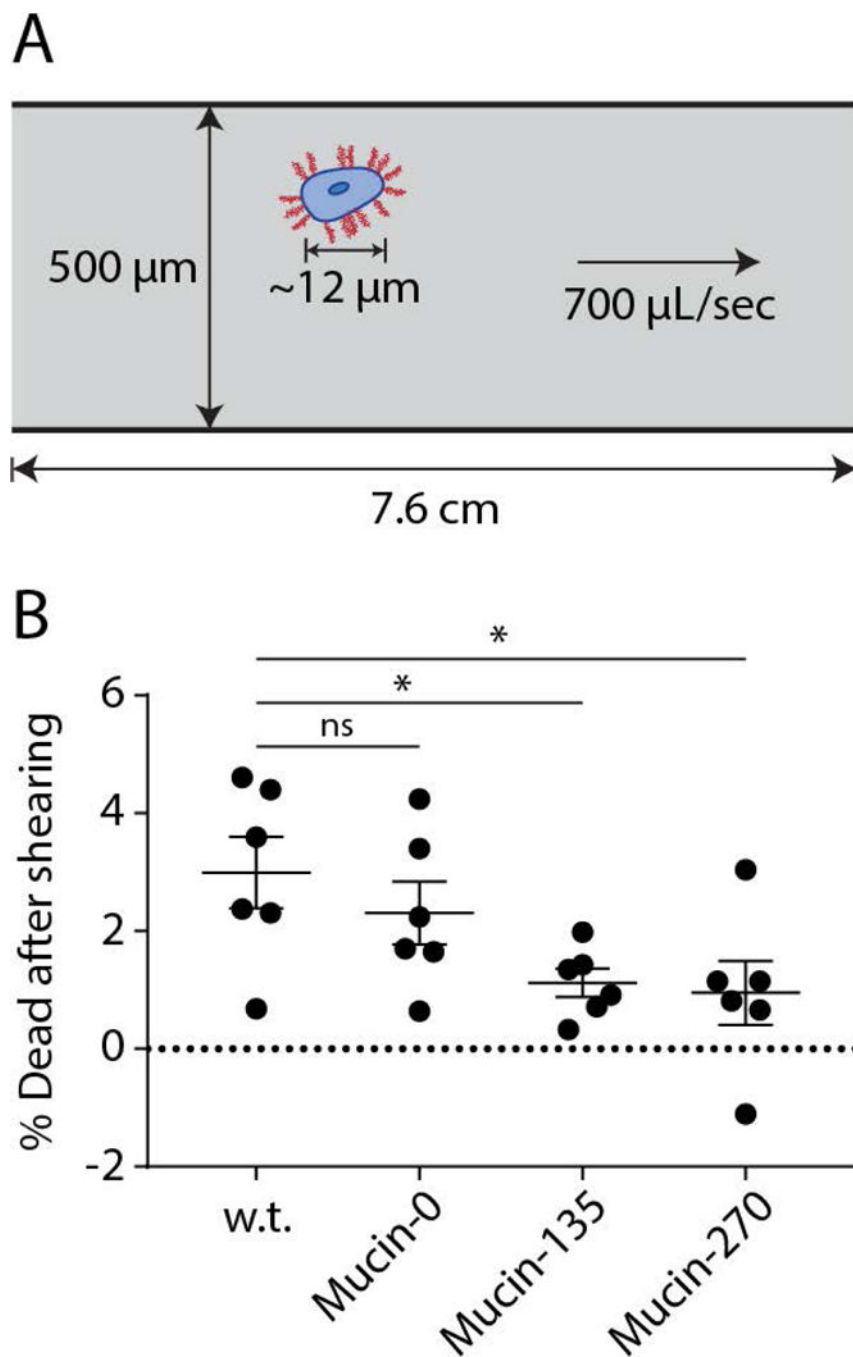 A
500 μm
~12 μm
700 μL/sec
7.6 cm
B
*
*
ns
% Dead after shearing
6
4
2
0
-2
w.t.
Mucin-0
Mucin-135
Mucin-270